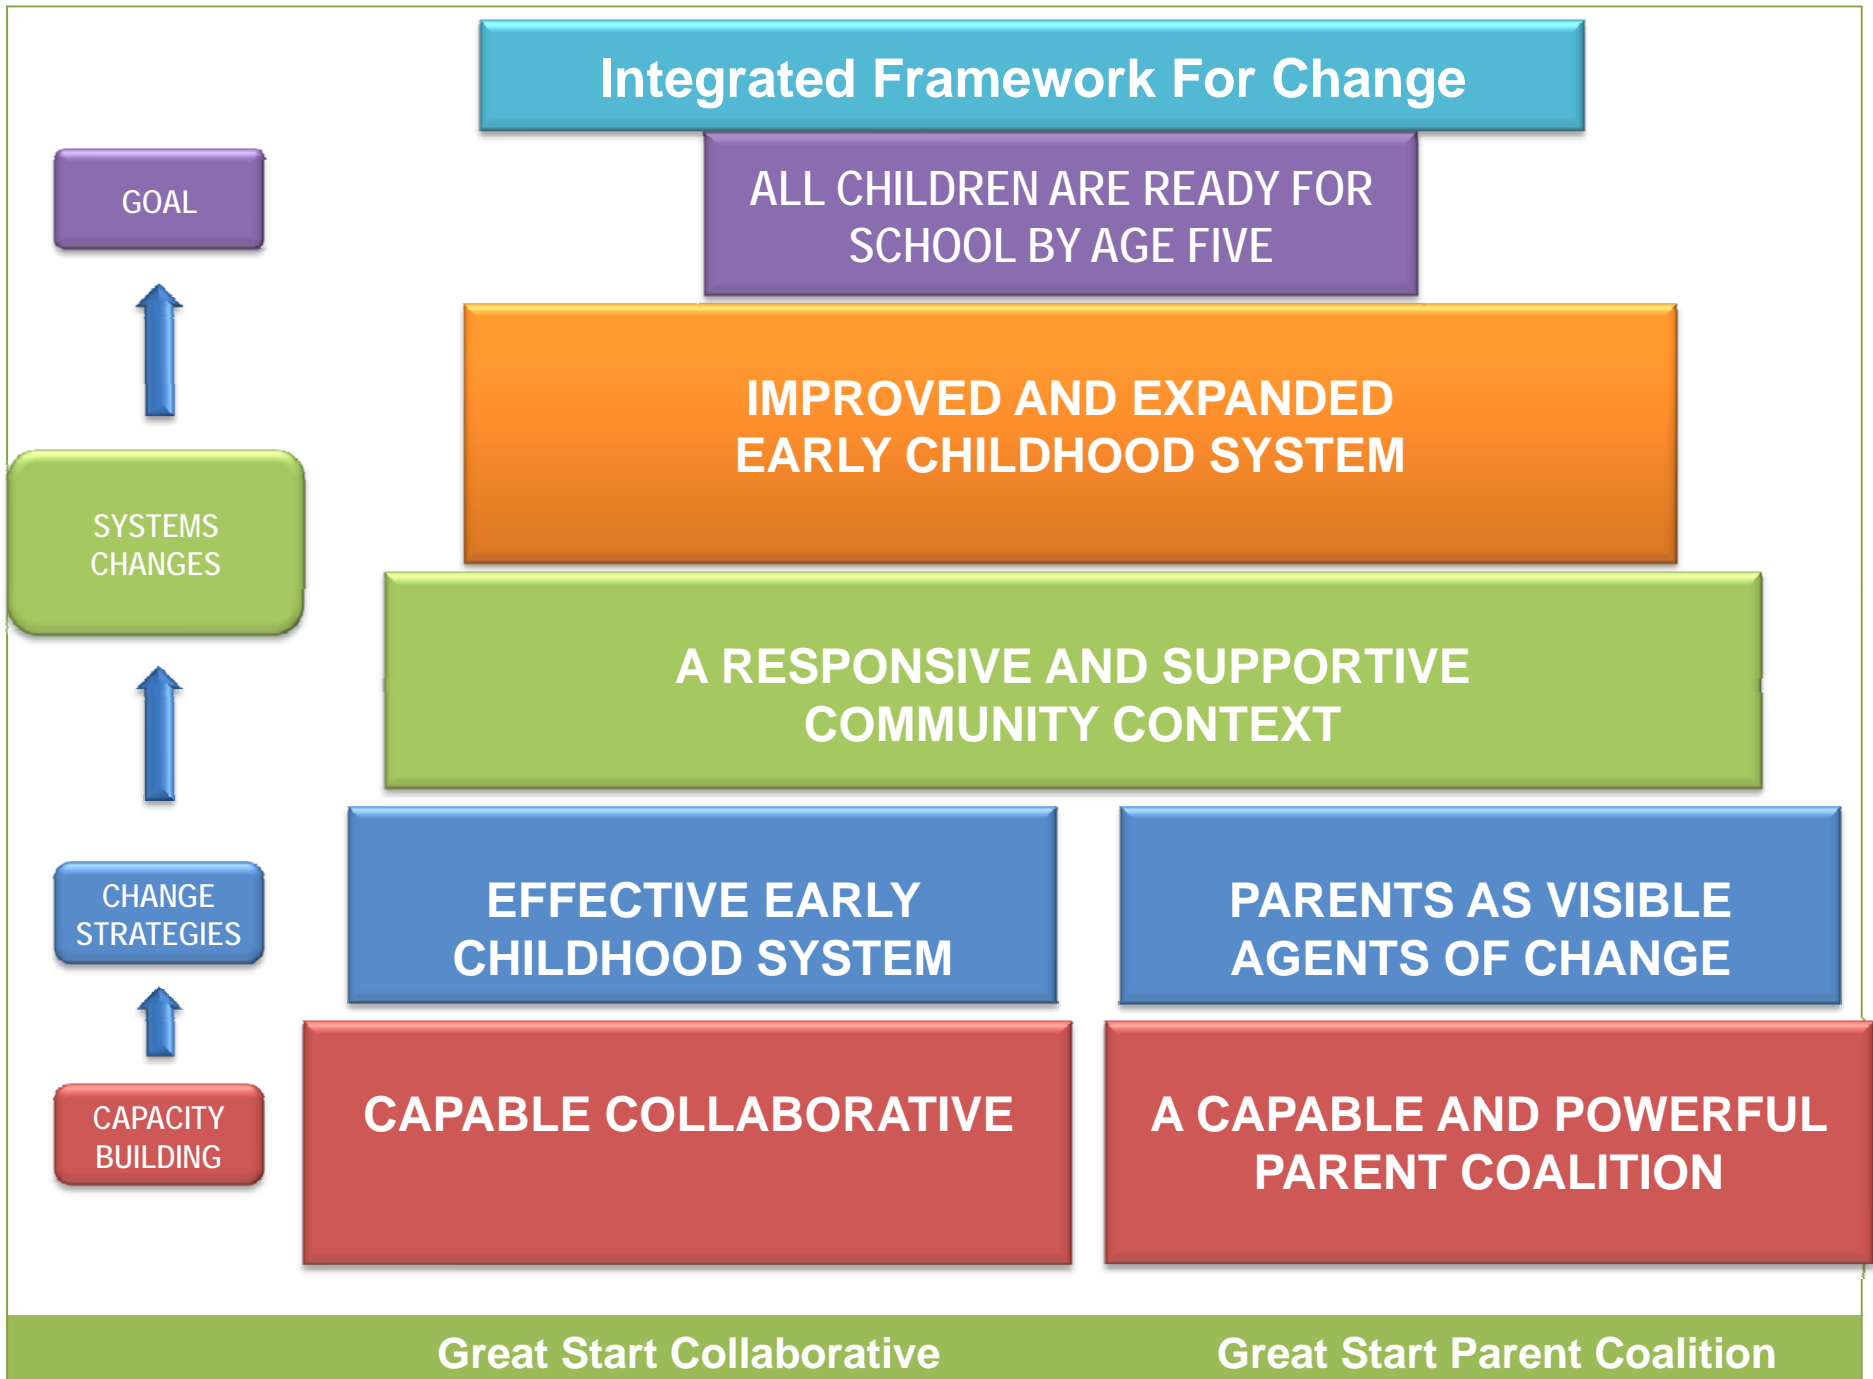 Integrated Framework For Change
GOAL
ALL CHILDREN ARE READY FOR
SCHOOL BY AGE FIVE
IMPROVED AND EXPANDED
EARLY CHILDHOOD SYSTEM
SYSTEMS
CHANGES
A RESPONSIVE AND SUPPORTIVE
COMMUNITY CONTEXT
CHANGE
STRATEGIES
EFFECTIVE EARLY
CHILDHOOD SYSTEM
PARENTS AS VISIBLE
AGENTS OF CHANGE
CAPACITY
BUILDING
CAPABLE COLLABORATIVE
A CAPABLE AND POWERFUL
PARENT COALITION
Great Start Collaborative
Great Start Parent Coalition